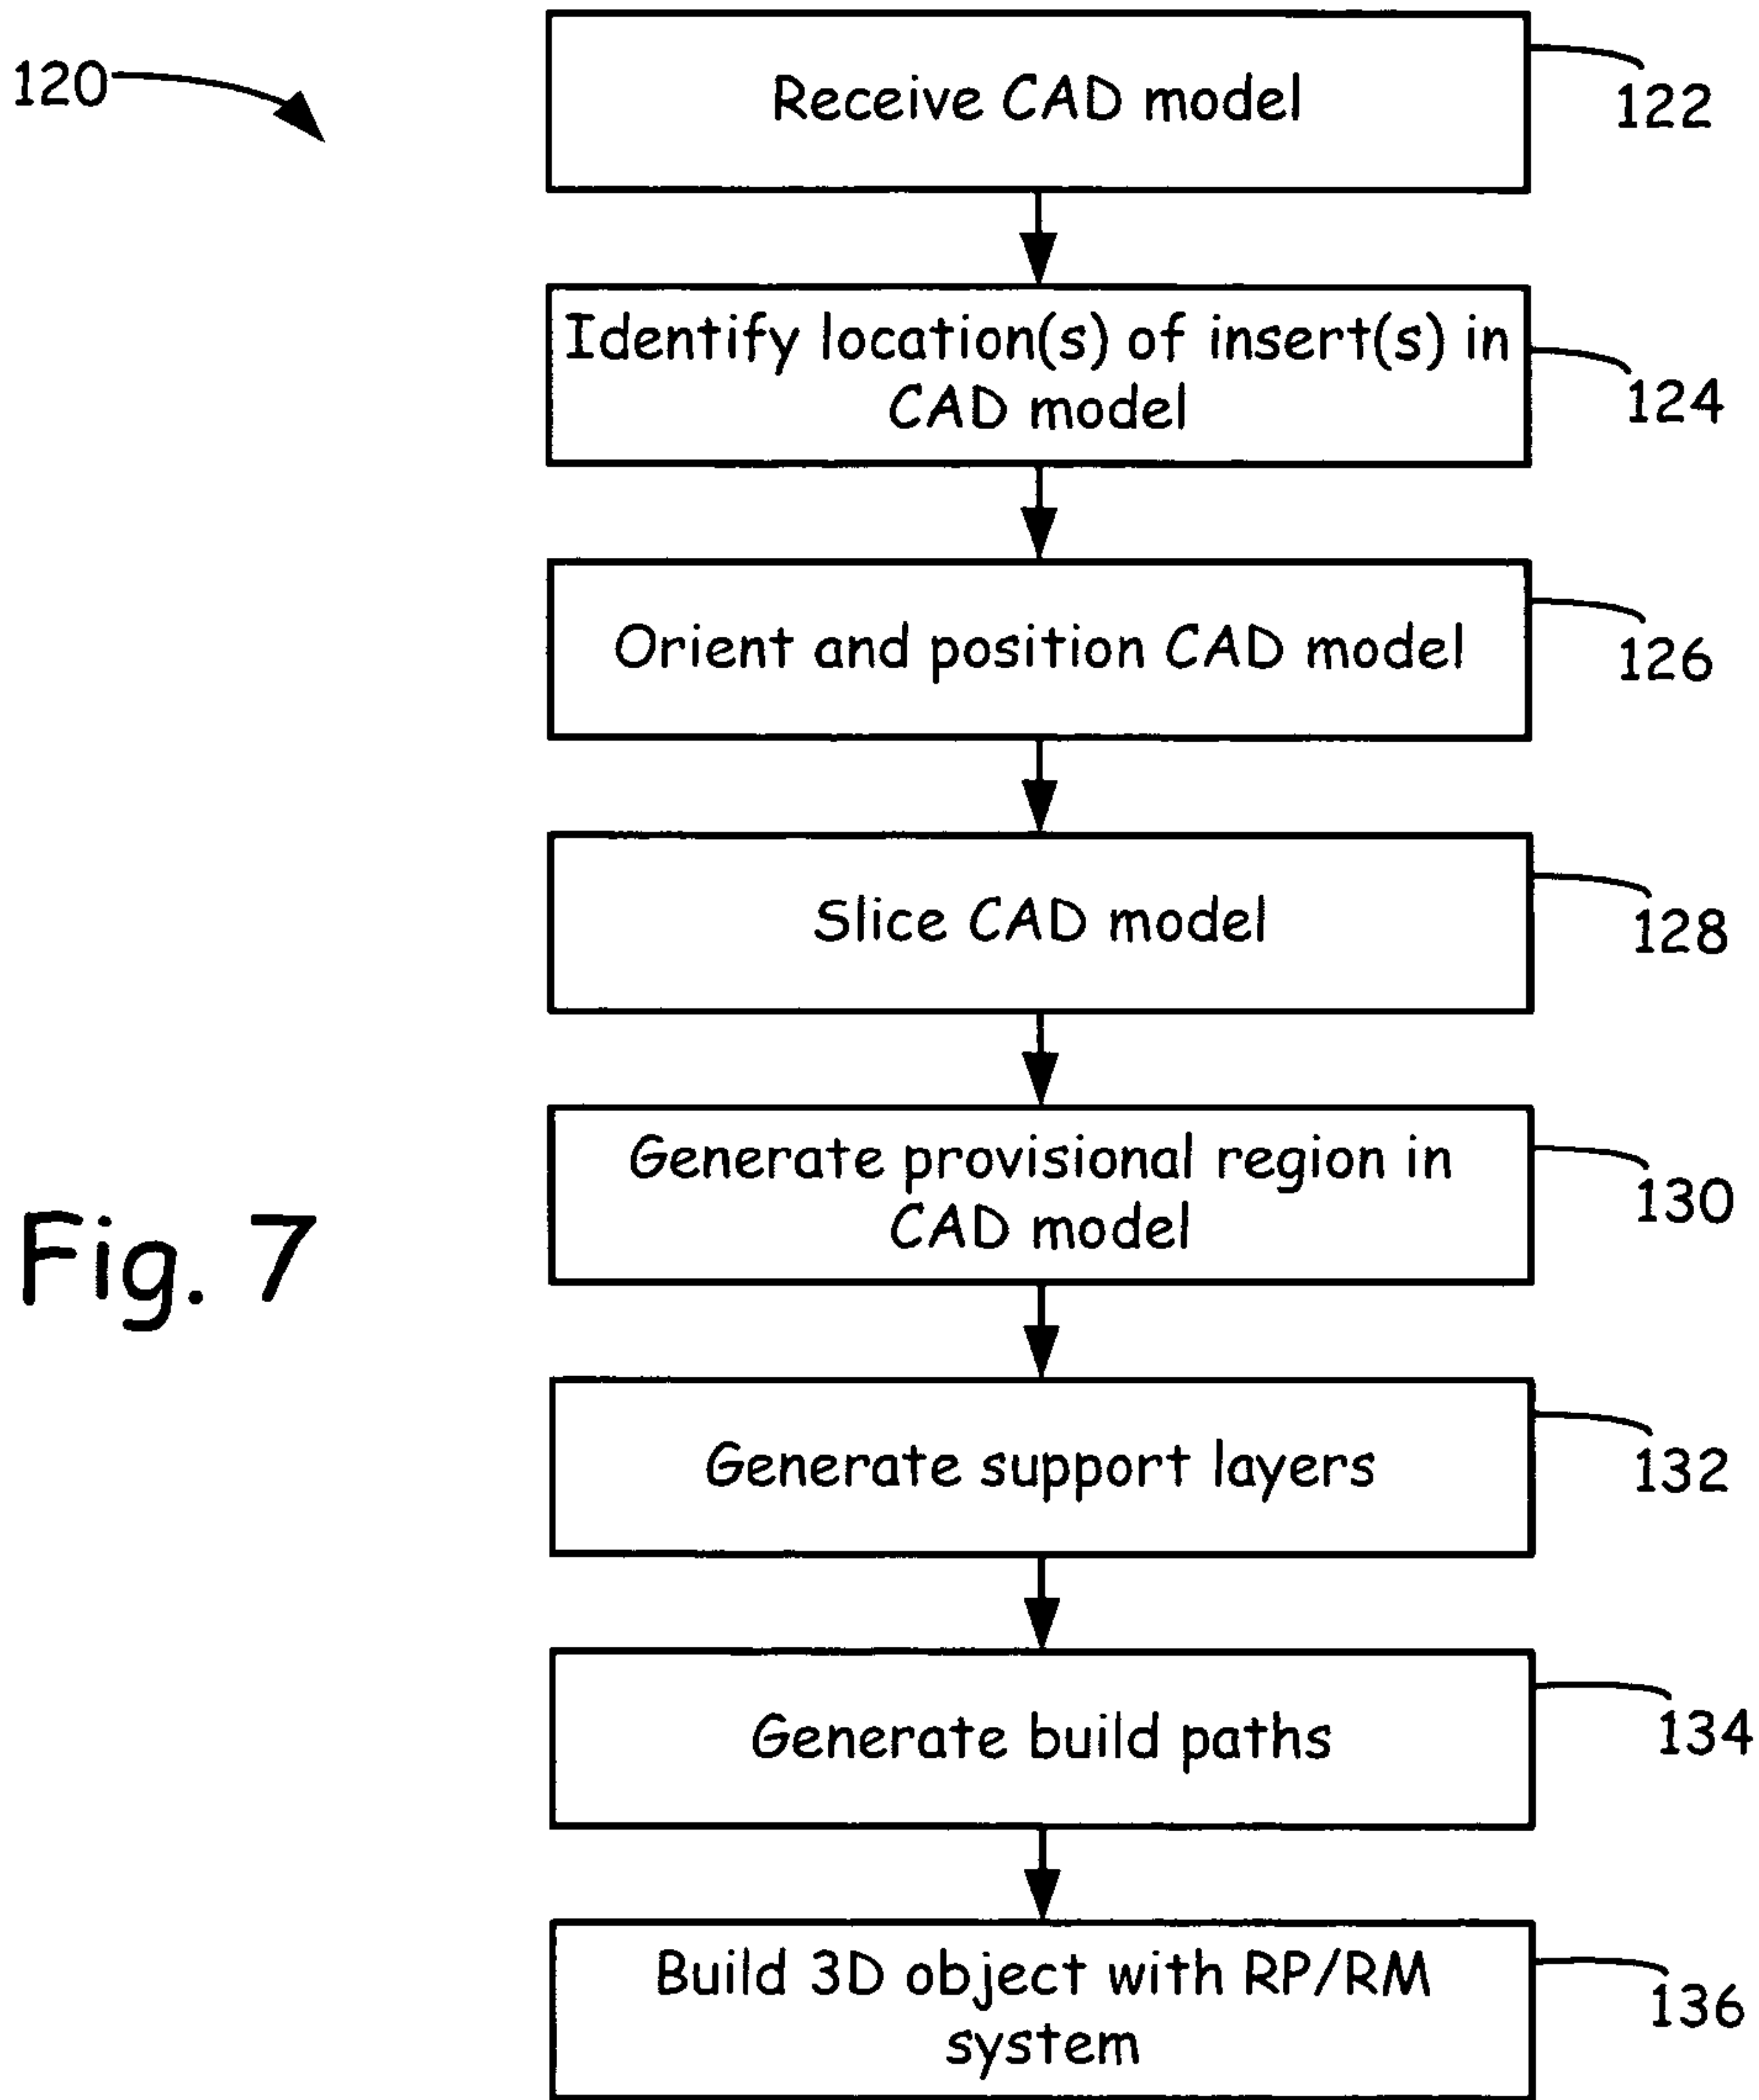 120
Receive CAD model
122
Identify location(s) of insert(s) in
CAD model
124
Orient and position CAD model
126
Slice CAD model
128
Generate provisional region in
CAD model
130
Fig. 7
Generate support layers
132
Generate build paths
134
Build 3D object with RP/RM
system
136